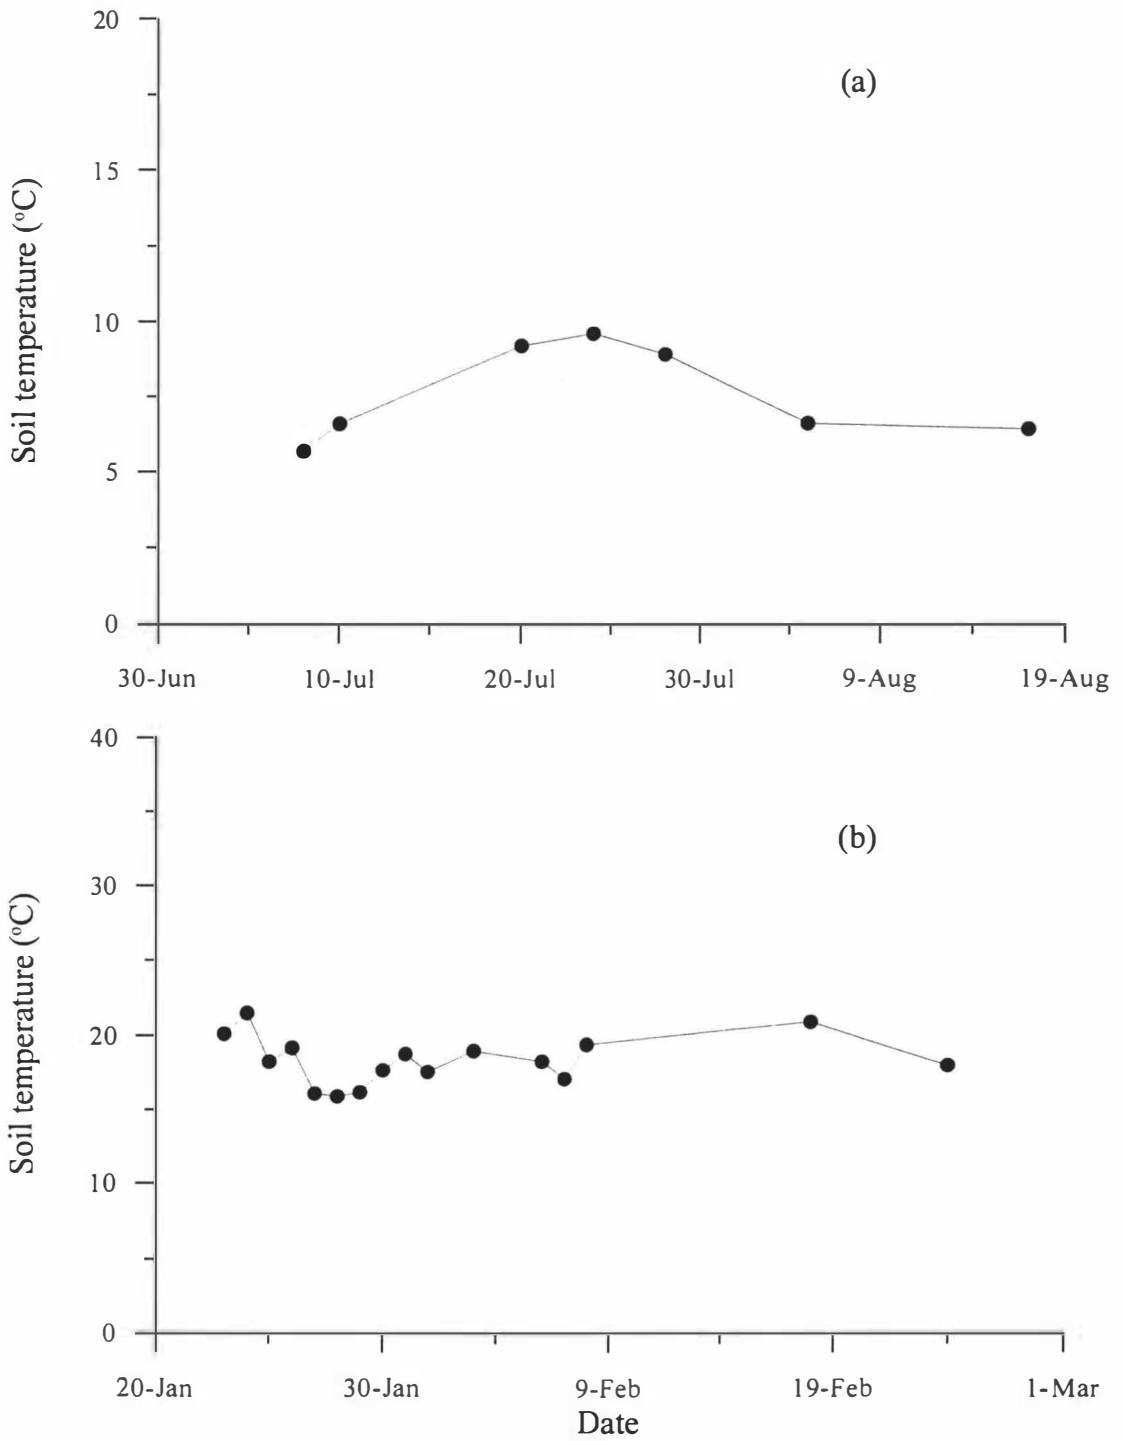 20
(a)
15
10
5
0
Soil temperature (°C)
30-Jun 10-Jul 20-Jul 30-Jul 9-Aug 19-Aug
40
(b)
30
20
10
0
Soil temperature (°C)
20-Jan 30-Jan 9-Feb 19-Feb 1-Mar
Date